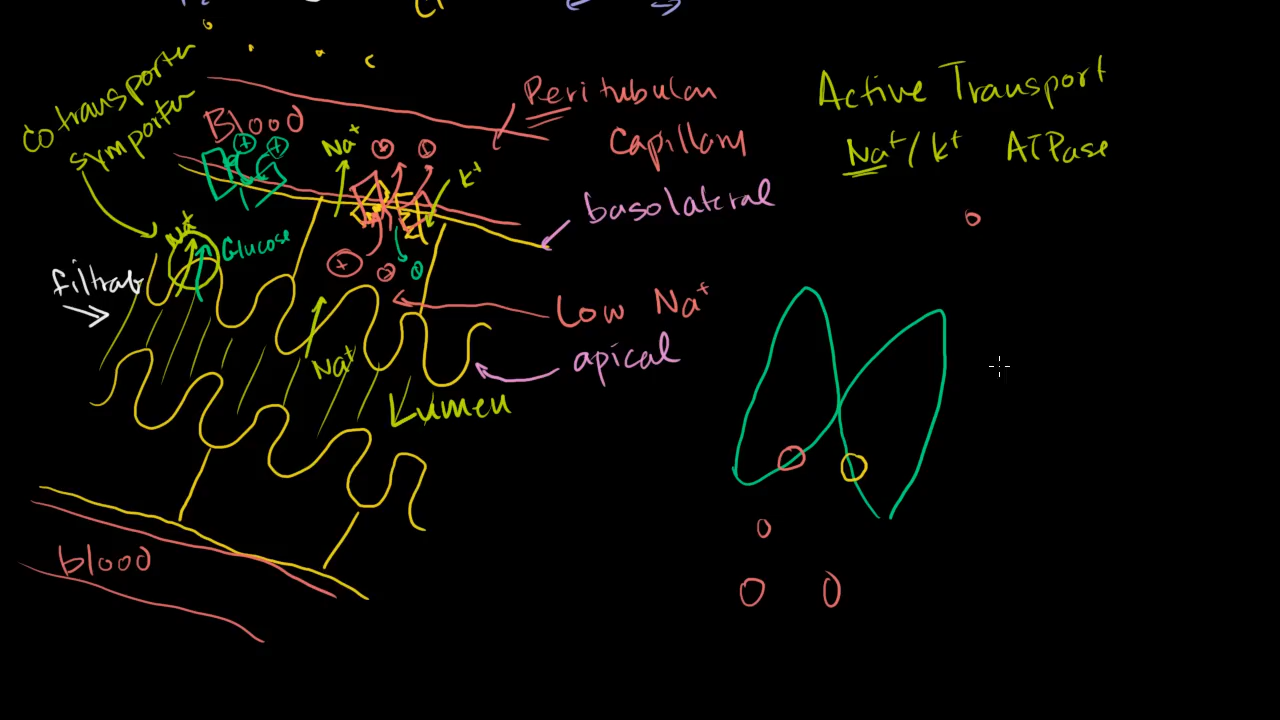 Co transporter
symporter
Blood
Na⁺
K⁺
Peritubular
Capillary
basolateral
Active Transport
Na⁺/K⁺ ATPase
Na⁺
Glucose
filtrate
Low Na⁺
apical
Na⁺
Lumen
blood